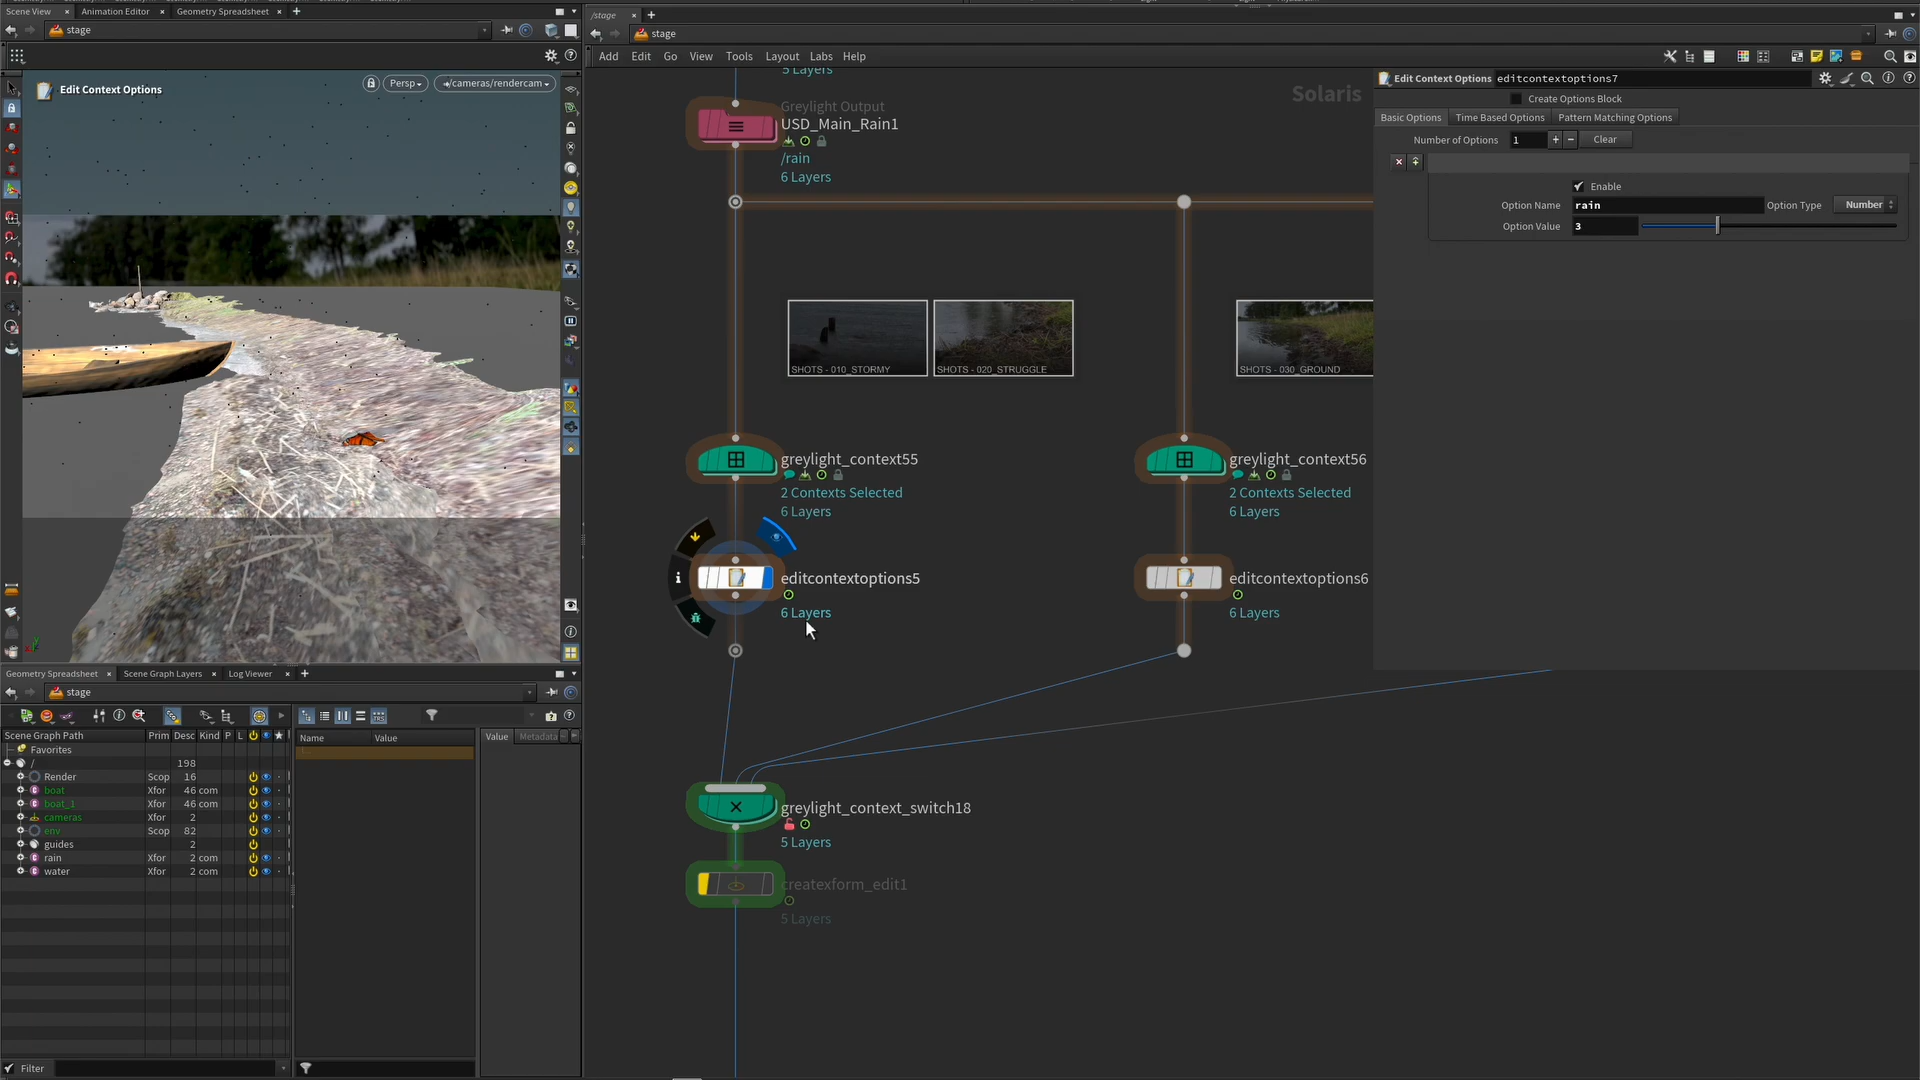 Scene View
Animation Editor
Geometry Spreadsheet
stage
Edit Context Options
Persp
/cameras/rendercam
/stage
stage
Add Edit Go View Tools Layout Labs Help
5 Layers
Solaris
Greylight Output
USD_Main_Rain1
/rain
6 Layers
SHOTS - 010_STORMY
SHOTS - 020_STRUGGLE
SHOTS - 030_GROUND
greylight_context55
2 Contexts Selected
6 Layers
greylight_context56
2 Contexts Selected
6 Layers
editcontextoptions5
6 Layers
editcontextoptions6
6 Layers
greylight_context_switch18
5 Layers
createxform_edit1
5 Layers
Edit Context Options editcontextoptions7
Create Options Block
Basic Options Time Based Options Pattern Matching Options
Number of Options 1 Clear
Enable
Option Name rain Option Type Number
Option Value 3
Geometry Spreadsheet
Scene Graph Layers
Log Viewer
stage
Scene Graph Path Prim Desc Kind P L
Favorites
/ 198
Render Scop 16
boat Xfor 46 com
boat_1 Xfor 46 com
cameras Xfor 2
env Scop 82
guides 2
rain Xfor 2 com
water Xfor 2 com
Name Value
Value Metadata
Filter